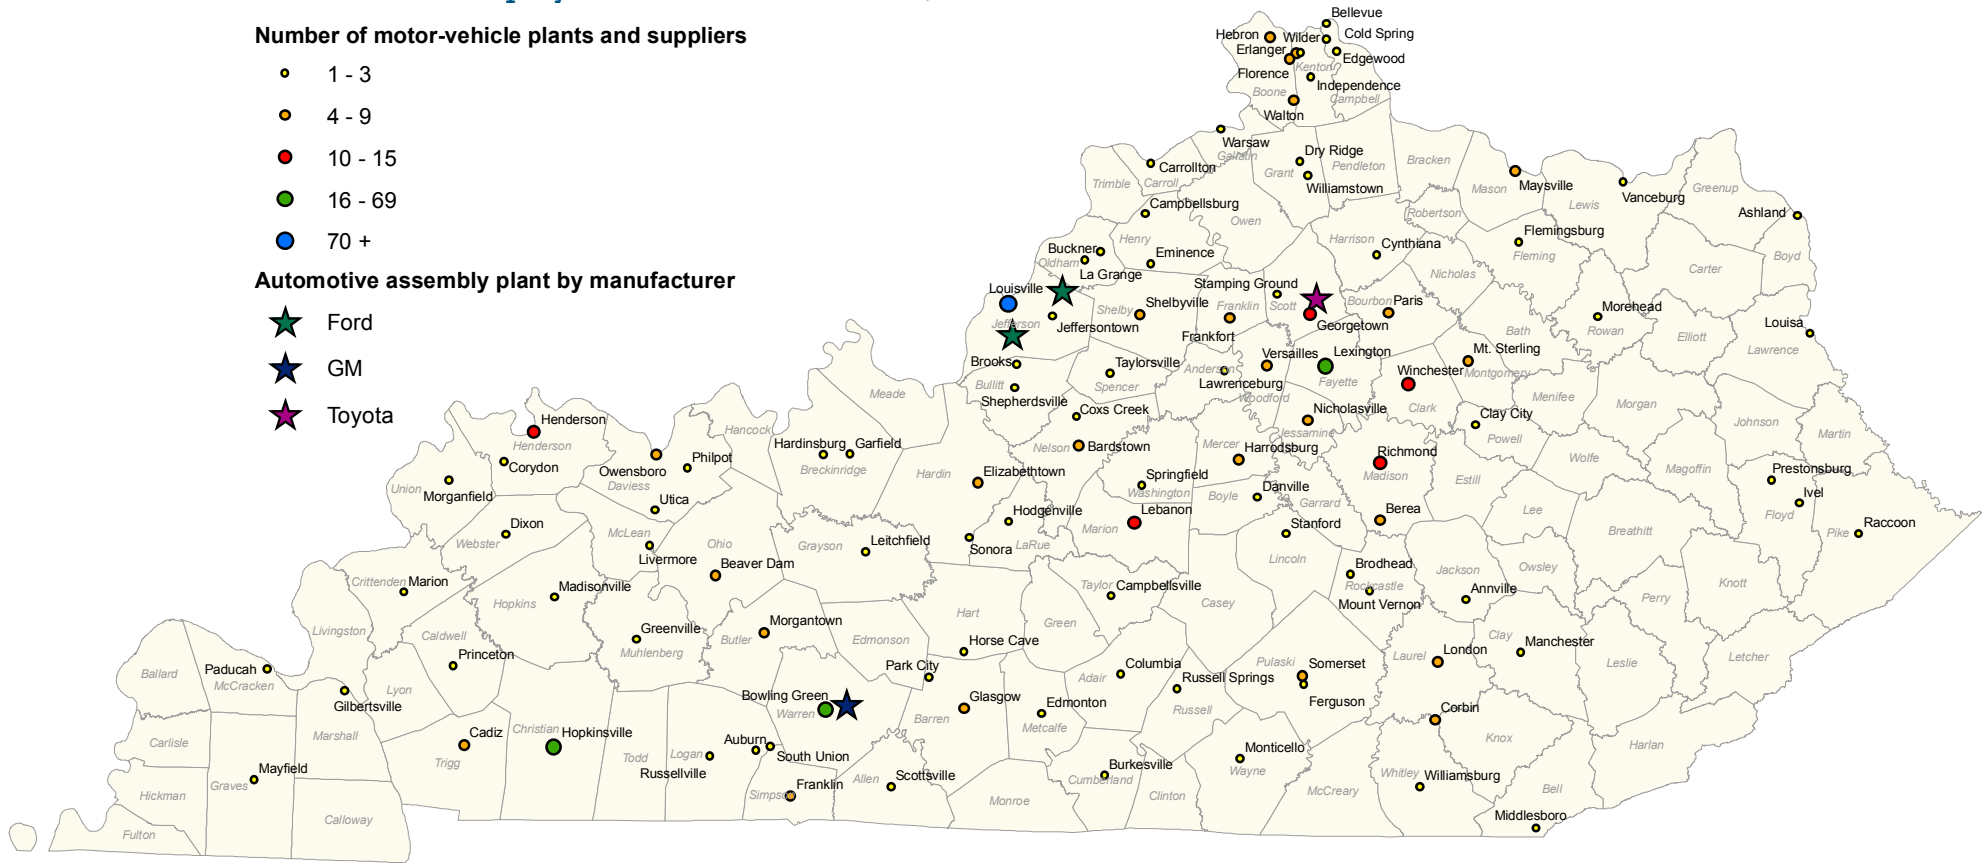 Number of motor-vehicle plants and suppliers
1 - 3
4 - 9
10 - 15
16 - 69
70 +
Automotive assembly plant by manufacturer
Ford
GM
Toyota
Bellevue
Hebron
Wilder
Cold Spring
Erlanger
Edgewood
Kenton
Florence
Independence
Boone
Campbell
Walton
Warsaw
Gallatin
Dry Ridge
Carrollton
Grant
Pendleton
Bracken
Trimble
Carroll
Williamstown
Mason
Maysville
Lewis
Vanceburg
Greenup
Campbellsburg
Owen
Robertson
Ashland
Henry
Harrison
Cynthiana
Flemingsburg
Fleming
Buckner
Oldham
Eminence
La Grange
Nicholas
Carter
Boyd
Louisville
Stamping Ground
Shelbyville
Shelby
Franklin
Scott
Bourbon
Paris
Morehead
Rowan
Jefferson
Jeffersontown
Georgetown
Frankfort
Bath
Elliott
Louisa
Lawrence
Brooks
Taylorsville
Versailles
Lexington
Mt. Sterling
Montgomery
Bullitt
Spencer
Anderson
Lawrenceburg
Woodford
Fayette
Winchester
Shepherdsville
Coxs Creek
Nicholasville
Clark
Clay City
Menifee
Morgan
Johnson
Martin
Meade
Hancock
Henderson
Henderson
Corydon
Hardinsburg
Garfield
Breckinridge
Nelson
Bardstown
Mercer
Harrodsburg
Jessamine
Richmond
Madison
Powell
Wolfe
Magoffin
Prestonsburg
Union
Morganfield
Owensboro
Philpot
Daviess
Hardin
Elizabethtown
Springfield
Washington
Boyle
Danville
Garrard
Estill
Ivel
Floyd
Utica
Hodgenville
Marion
Lebanon
Berea
Lee
Breathitt
Pike
Raccoon
Dixon
Webster
McLean
Livermore
Ohio
Grayson
Leitchfield
Sonora
LaRue
Stanford
Lincoln
Beaver Dam
Brodhead
Rockcastle
Mount Vernon
Jackson
Owsley
Annville
Knott
Perry
Crittenden
Marion
Madisonville
Hopkins
Taylor
Campbellsville
Casey
Livingston
Caldwell
Greenville
Muhlenberg
Butler
Morgantown
Edmonson
Hart
Green
Horse Cave
Clay
Manchester
Leslie
Letcher
Ballard
Paducah
McCracken
Princeton
Lyon
Gilbertsville
Park City
Adair
Columbia
Russell Springs
Russell
Pulaski
Somerset
Ferguson
Laurel
London
Corbin
Bowling Green
Warren
Glasgow
Barren
Edmonton
Metcalfe
Knox
Harlan
Carlisle
Marshall
Cadiz
Trigg
Christian
Hopkinsville
Todd
Logan
Russellville
Auburn
South Union
Monticello
Wayne
Burkesville
Cumberland
Mayfield
Graves
Hickman
Simpson
Franklin
Allen
Scottsville
Monroe
Clinton
McCreary
Whitley
Williamsburg
Bell
Middlesboro
Calloway
Fulton